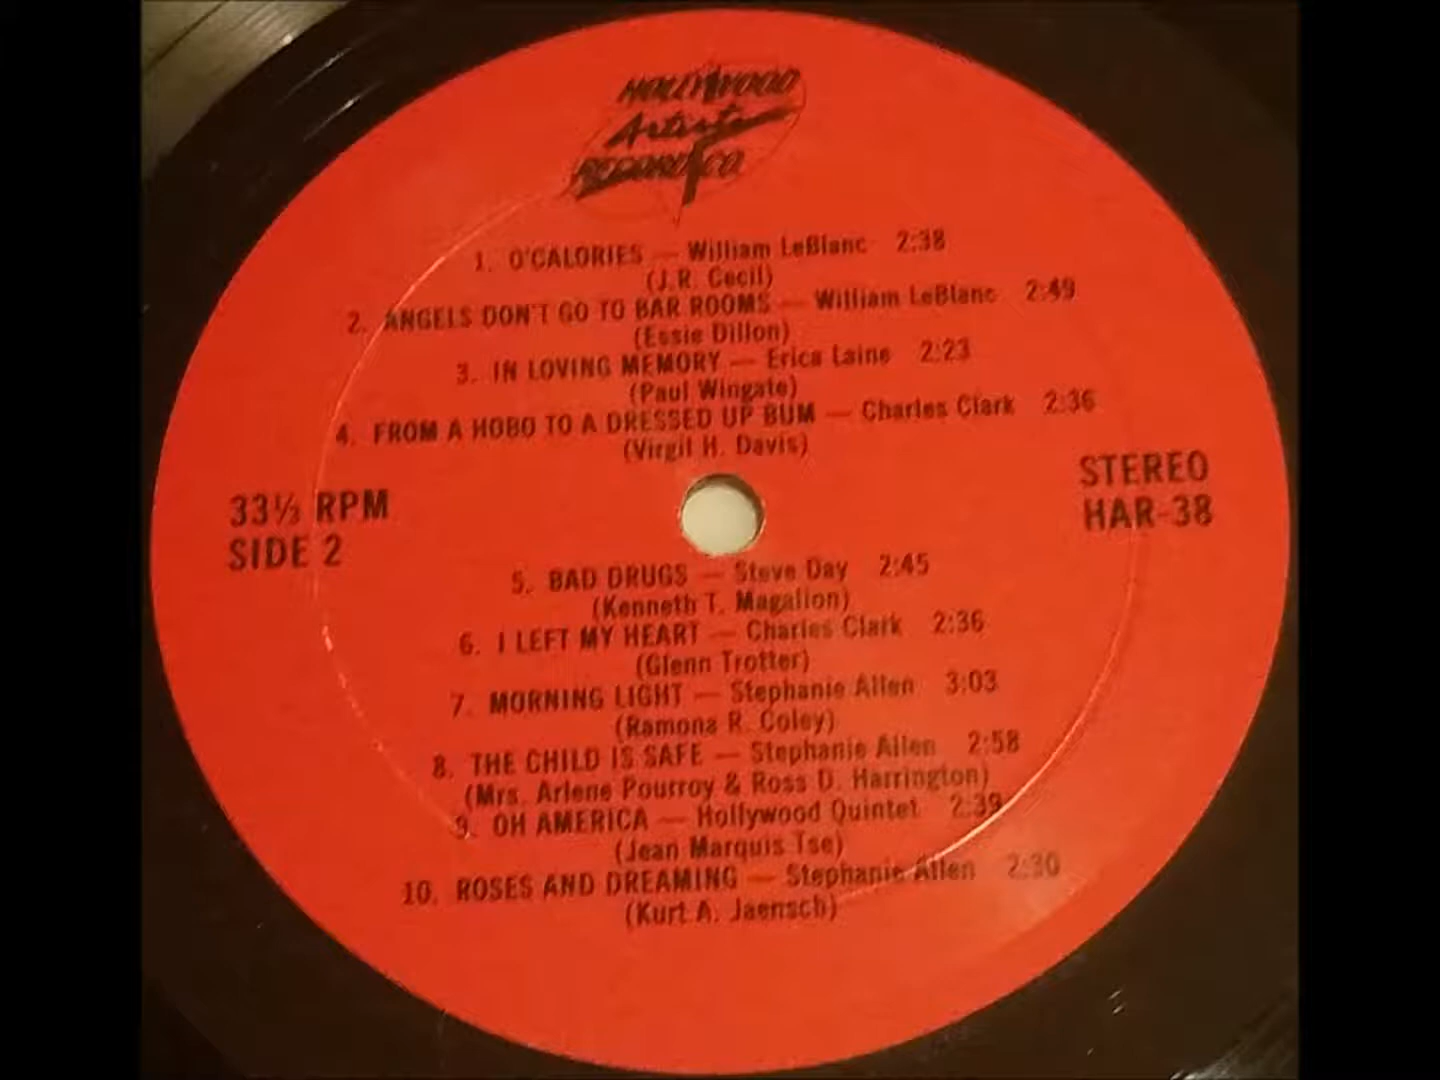 HOLLYWOOD
Artists
RECORD CO.
1. O'CALORIES — William LeBlanc 2:38
(J.R. Cecil)
2. ANGELS DON'T GO TO BAR ROOMS — William LeBlanc 2:49
(Essie Dillon)
3. IN LOVING MEMORY — Erica Laine 2:23
(Paul Wingate)
4. FROM A HOBO TO A DRESSED UP BUM — Charles Clark 2:36
(Virgil H. Davis)
33⅓ RPM
SIDE 2
STEREO
HAR-38
5. BAD DRUGS — Steve Day 2:45
(Kenneth T. Magalion)
6. I LEFT MY HEART — Charles Clark 2:36
(Glenn Trotter)
7. MORNING LIGHT — Stephanie Allen 3:03
(Ramona R. Coley)
8. THE CHILD IS SAFE — Stephanie Allen 2:58
(Mrs. Arlene Pourroy & Ross D. Harrington)
9. OH AMERICA — Hollywood Quintet 2:39
(Jean Marquis Tse)
10. ROSES AND DREAMING — Stephanie Allen 2:30
(Kurt A. Jaensch)